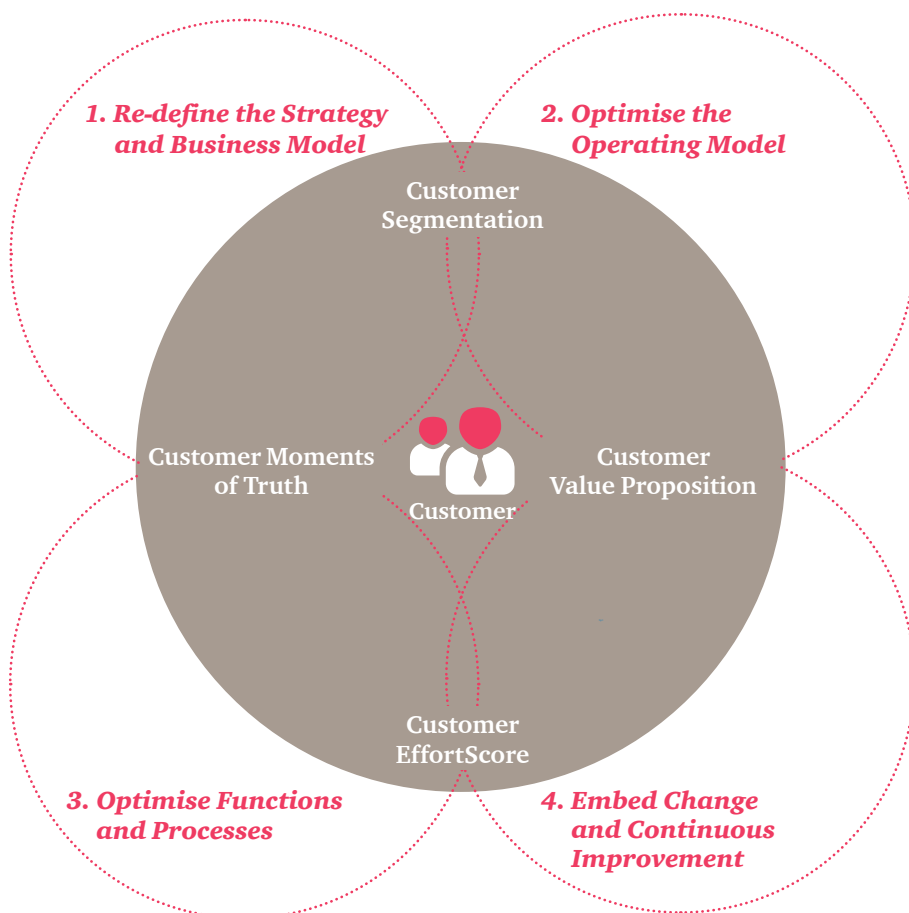 1. Re-define the Strategy
and Business Model
2. Optimise the
Operating Model
Customer
Segmentation
Customer Moments
of Truth
Customer
Customer
Value Proposition
Customer
EffortScore
3. Optimise Functions
and Processes
4. Embed Change
and Continuous
Improvement